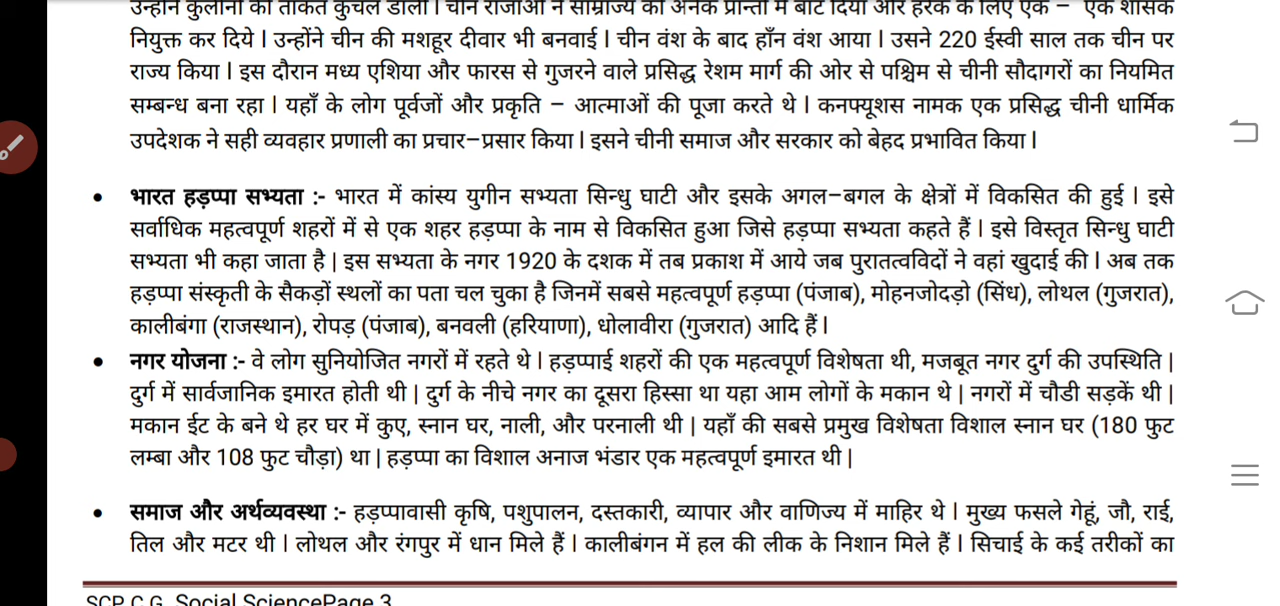 उन्होंने कुलीनों की ताकत कुचल डाली । चीन राजाओं ने साम्राज्य को अनेक प्रान्तों में बाँट दिया और हरेक के लिए एक – एक शासक
नियुक्त कर दिये । उन्होंने चीन की मशहूर दीवार भी बनवाई । चीन वंश के बाद हाँन वंश आया । उसने 220 ईस्वी साल तक चीन पर
राज्य किया । इस दौरान मध्य एशिया और फारस से गुजरने वाले प्रसिद्ध रेशम मार्ग की ओर से पश्चिम से चीनी सौदागरों का नियमित
सम्बन्ध बना रहा । यहाँ के लोग पूर्वजों और प्रकृति – आत्माओं की पूजा करते थे । कनफ्यूशस नामक एक प्रसिद्ध चीनी धार्मिक
उपदेशक ने सही व्यवहार प्रणाली का प्रचार–प्रसार किया । इसने चीनी समाज और सरकार को बेहद प्रभावित किया ।
• भारत हड़प्पा सभ्यता :- भारत में कांस्य युगीन सभ्यता सिन्धु घाटी और इसके अगल–बगल के क्षेत्रों में विकसित की हुई । इसे
सर्वाधिक महत्वपूर्ण शहरों में से एक शहर हड़प्पा के नाम से विकसित हुआ जिसे हड़प्पा सभ्यता कहते हैं । इसे विस्तृत सिन्धु घाटी
सभ्यता भी कहा जाता है | इस सभ्यता के नगर 1920 के दशक में तब प्रकाश में आये जब पुरातत्वविदों ने वहां खुदाई की । अब तक
हड़प्पा संस्कृती के सैकड़ों स्थलों का पता चल चुका है जिनमें सबसे महत्वपूर्ण हड़प्पा (पंजाब), मोहनजोदड़ो (सिंध), लोथल (गुजरात),
कालीबंगा (राजस्थान), रोपड़ (पंजाब), बनवली (हरियाणा), धोलावीरा (गुजरात) आदि हैं ।
• नगर योजना :- वे लोग सुनियोजित नगरों में रहते थे । हड़प्पाई शहरों की एक महत्वपूर्ण विशेषता थी, मजबूत नगर दुर्ग की उपस्थिति |
दुर्ग में सार्वजानिक इमारत होती थी | दुर्ग के नीचे नगर का दूसरा हिस्सा था यहा आम लोगों के मकान थे | नगरों में चौडी सड़कें थी |
मकान ईट के बने थे हर घर में कुए, स्नान घर, नाली, और परनाली थी | यहाँ की सबसे प्रमुख विशेषता विशाल स्नान घर (180 फुट
लम्बा और 108 फुट चौड़ा) था | हड़प्पा का विशाल अनाज भंडार एक महत्वपूर्ण इमारत थी |
• समाज और अर्थव्यवस्था :- हड़प्पावासी कृषि, पशुपालन, दस्तकारी, व्यापार और वाणिज्य में माहिर थे । मुख्य फसले गेहूं, जौ, राई,
तिल और मटर थी । लोथल और रंगपुर में धान मिले हैं । कालीबंगन में हल की लीक के निशान मिले हैं । सिचाई के कई तरीकों का
SCP C.G. Social SciencePage 3